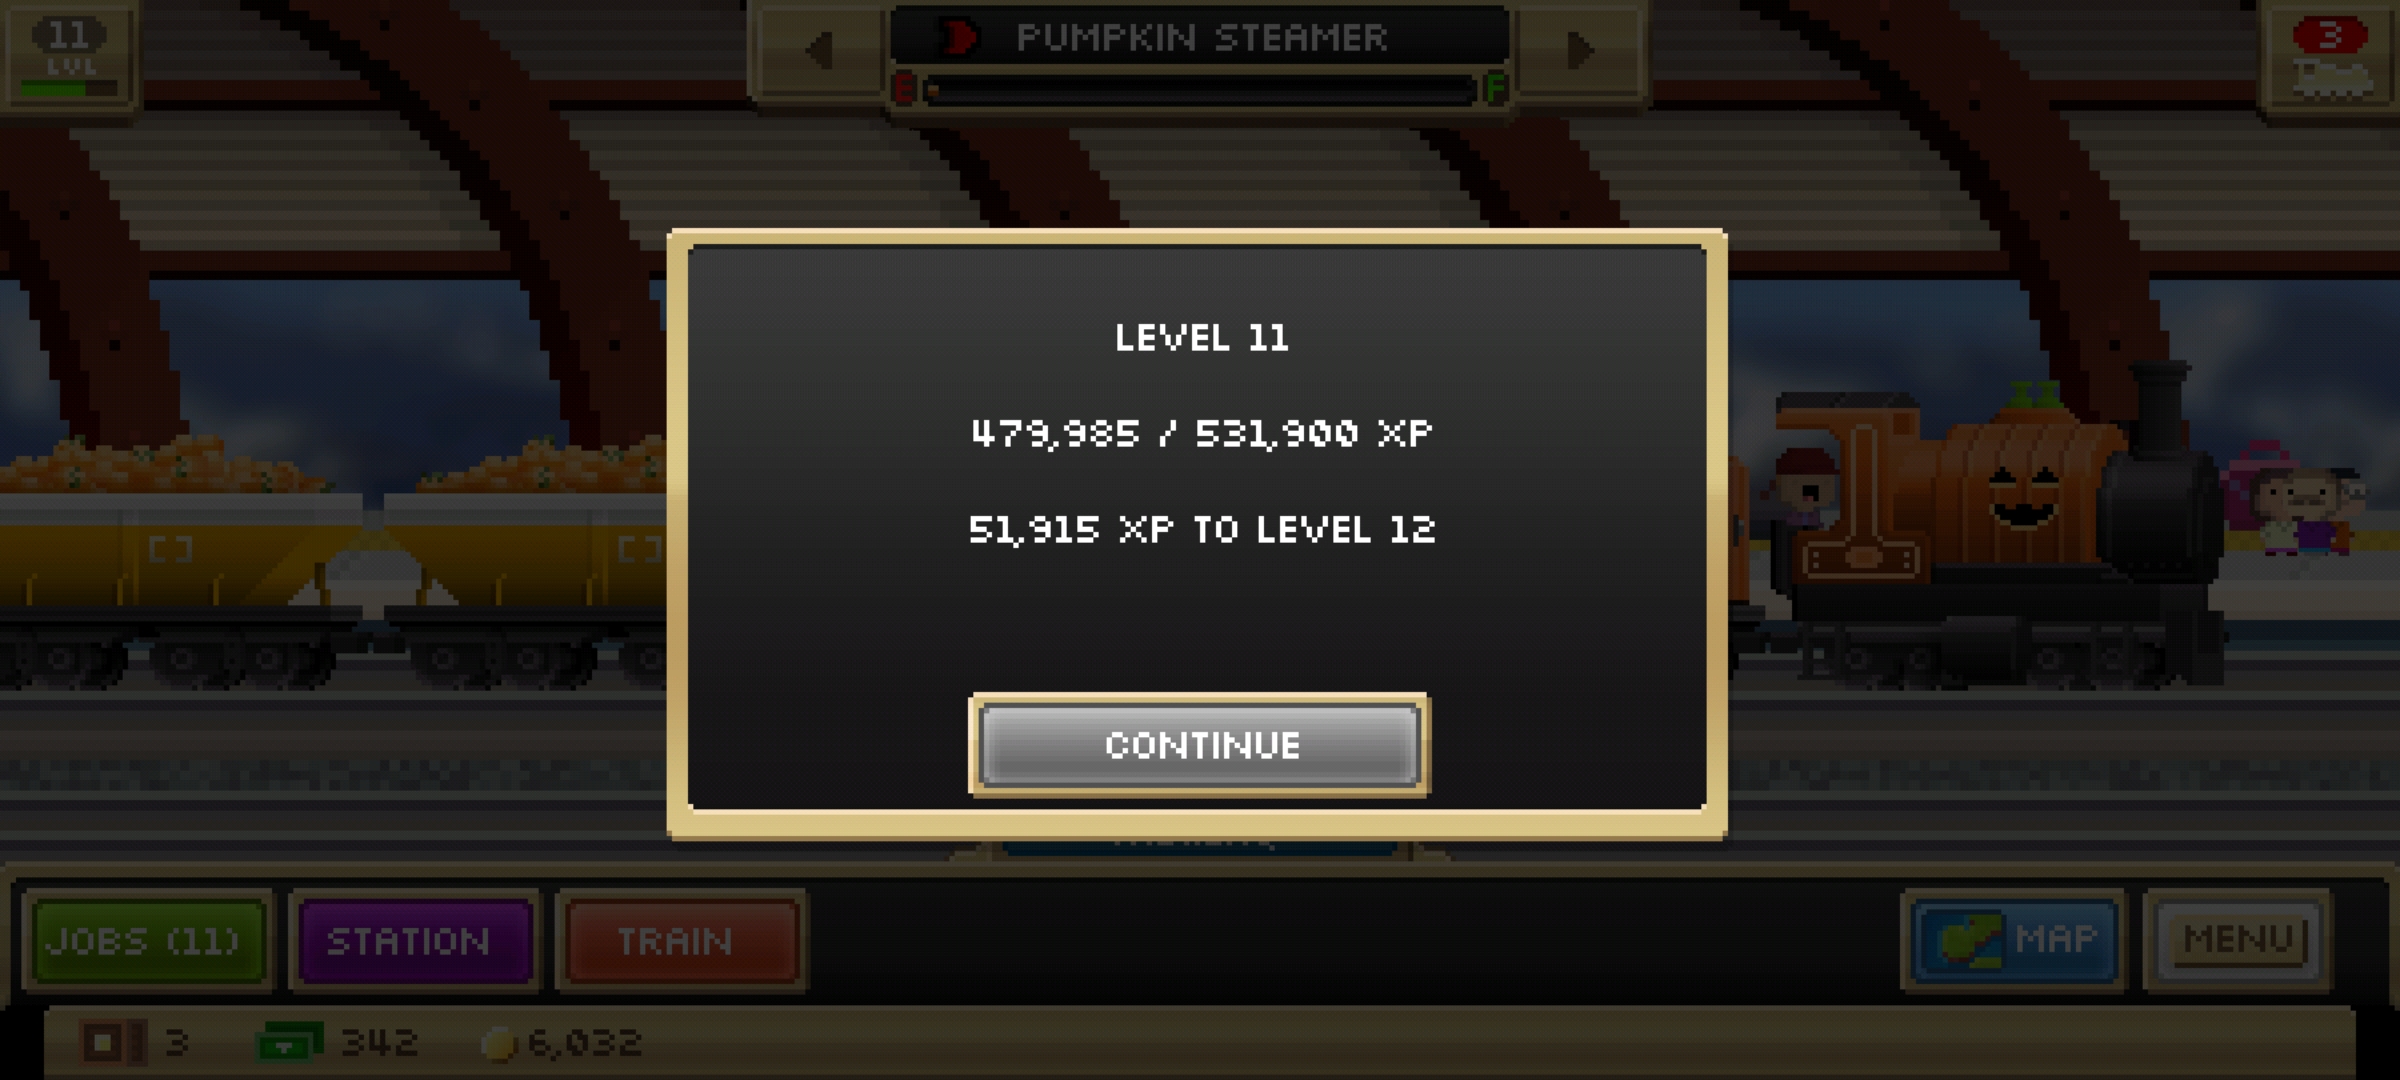 11
LVL
PUMPKIN STEAMER
E F
3
LEVEL 11
479,985 / 531,900 XP
51,915 XP TO LEVEL 12
CONTINUE
JOBS (11)
STATION
TRAIN
MAP
MENU
3
342
6,032